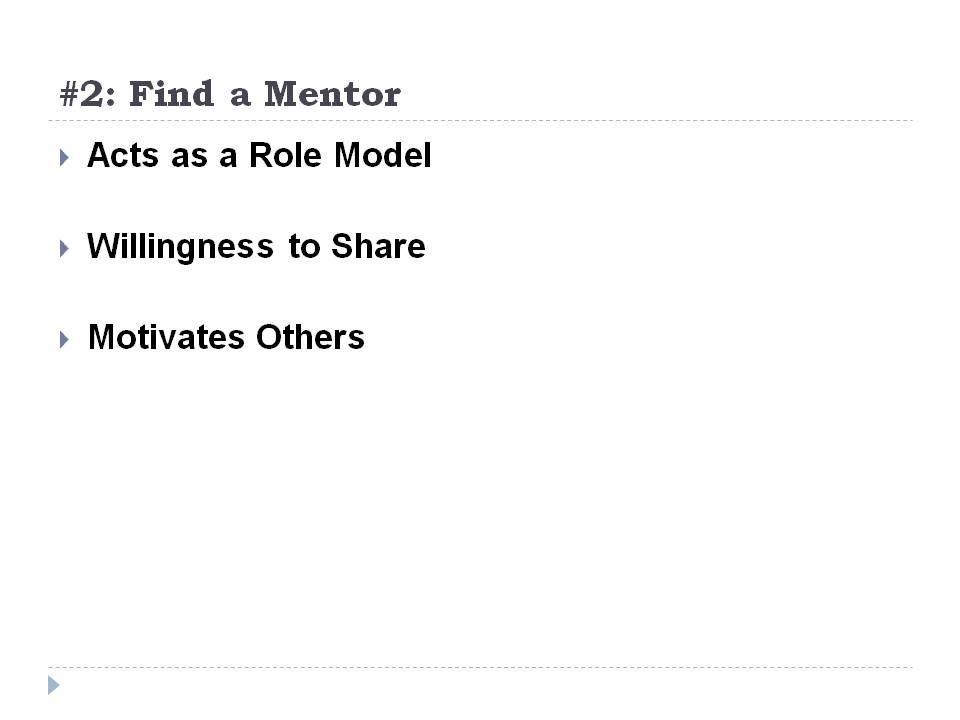 #2: Find a Mentor
Acts as a Role Model
Willingness to Share
Motivates Others